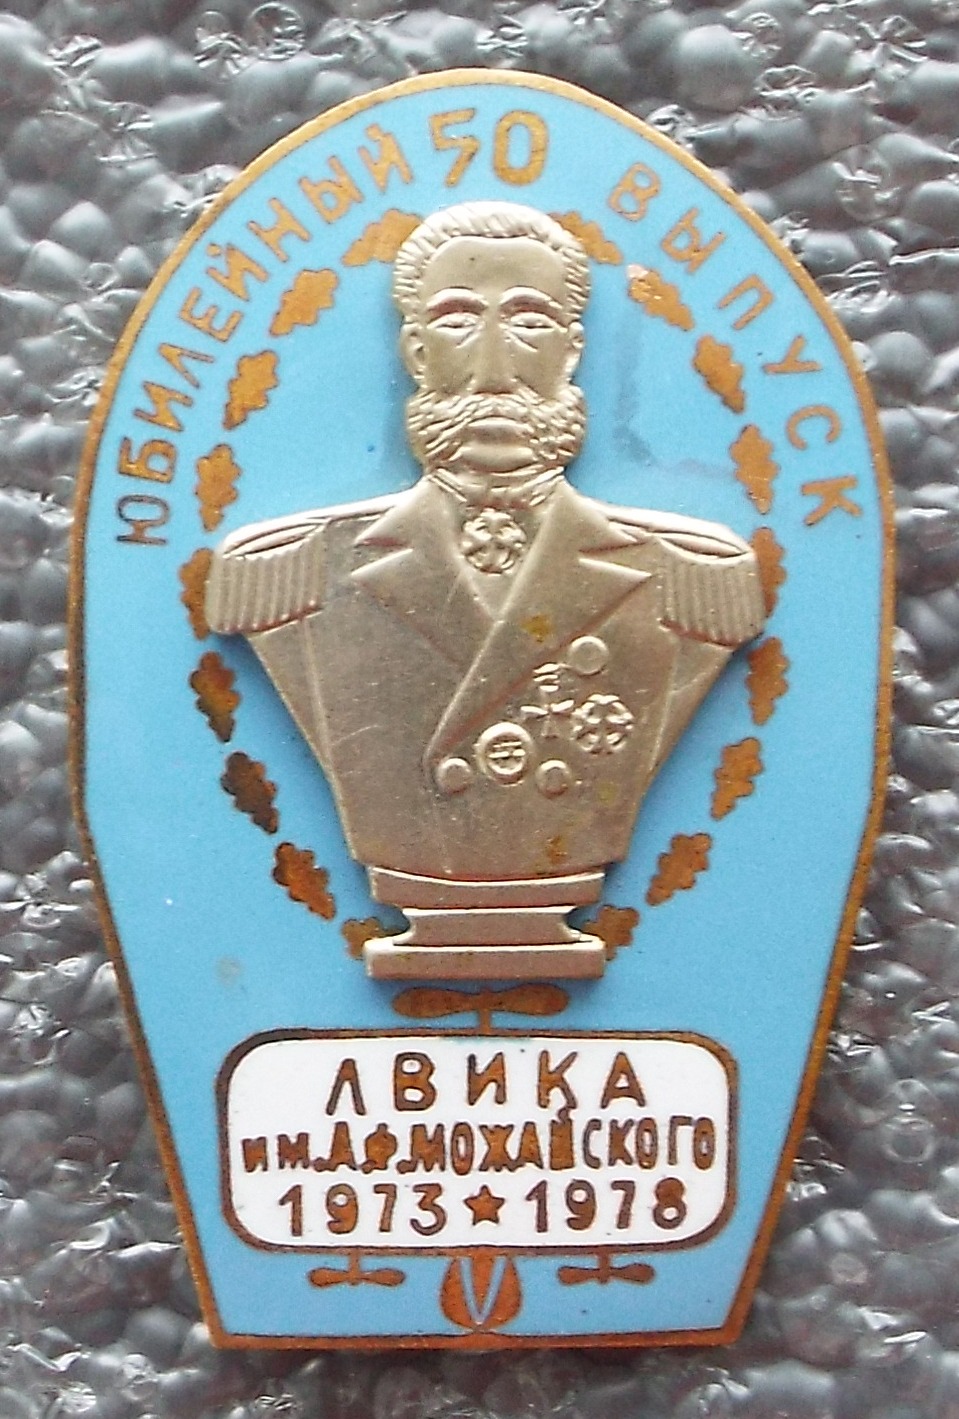 ЮБИЛЕЙНЫЙ 50 ВЫПУСК
ЛВИКА
ИМ.А.Ф.МОЖАЙСКОГО
1973★1978
V